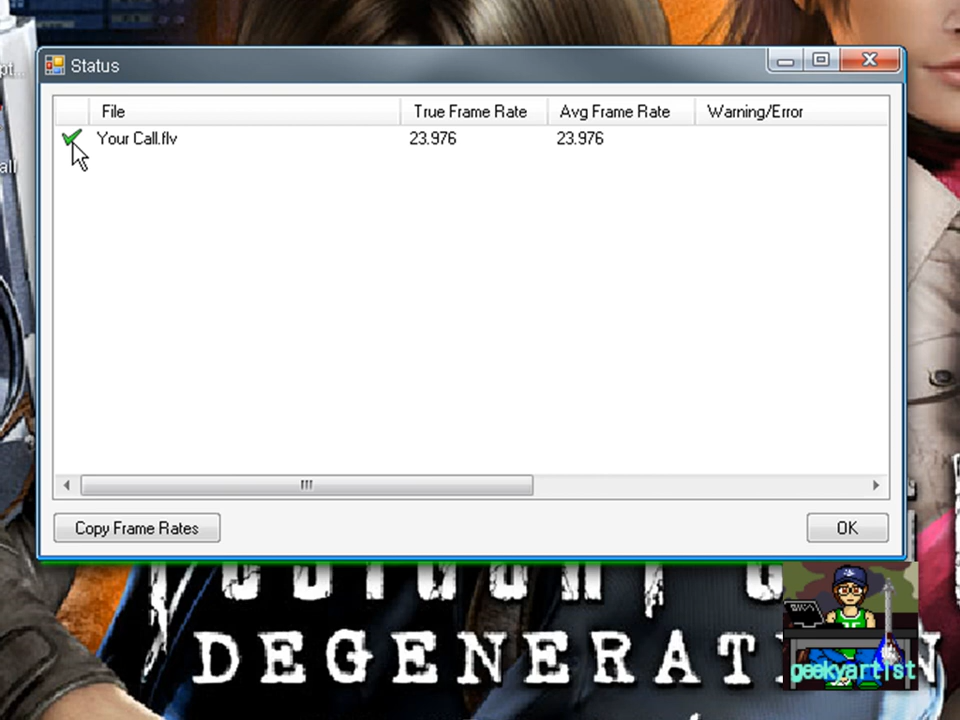 Status
File True Frame Rate Avg Frame Rate Warning/Error
Your Call.flv 23.976 23.976
Copy Frame Rates OK
DEGENERATION
geekyartist